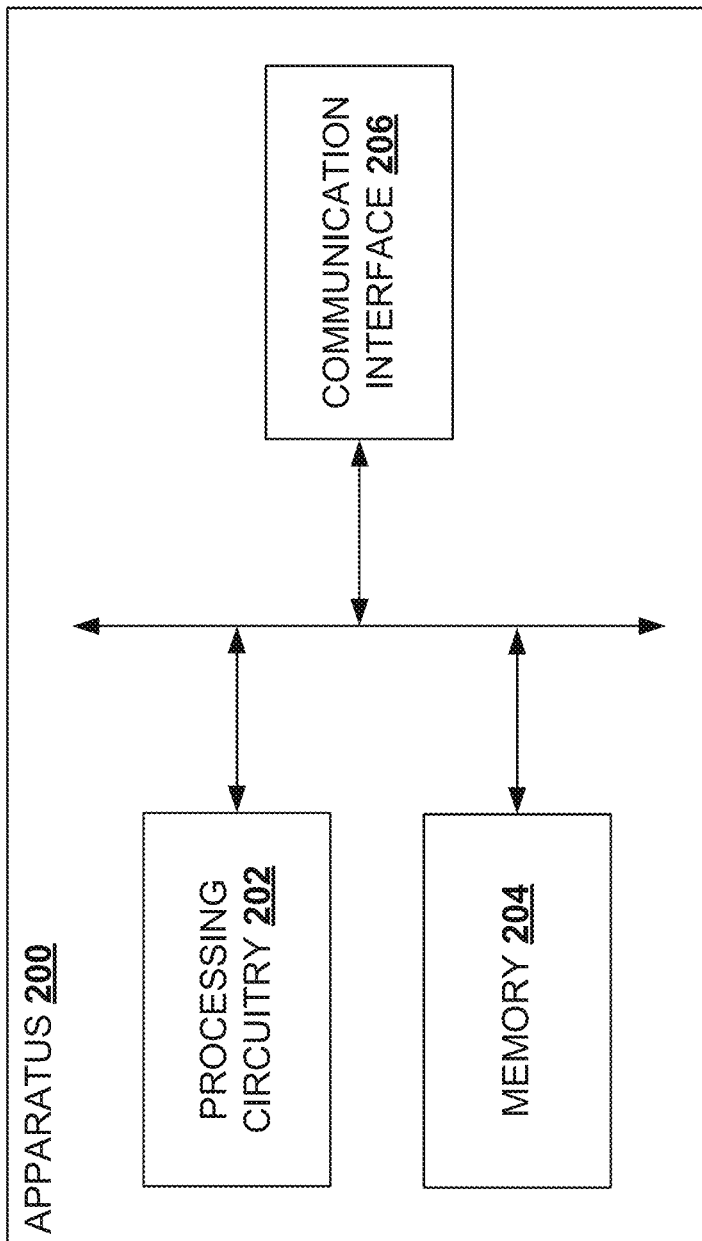 APPARATUS 200
PROCESSING
CIRCUITRY 202
MEMORY 204
COMMUNICATION
INTERFACE 206